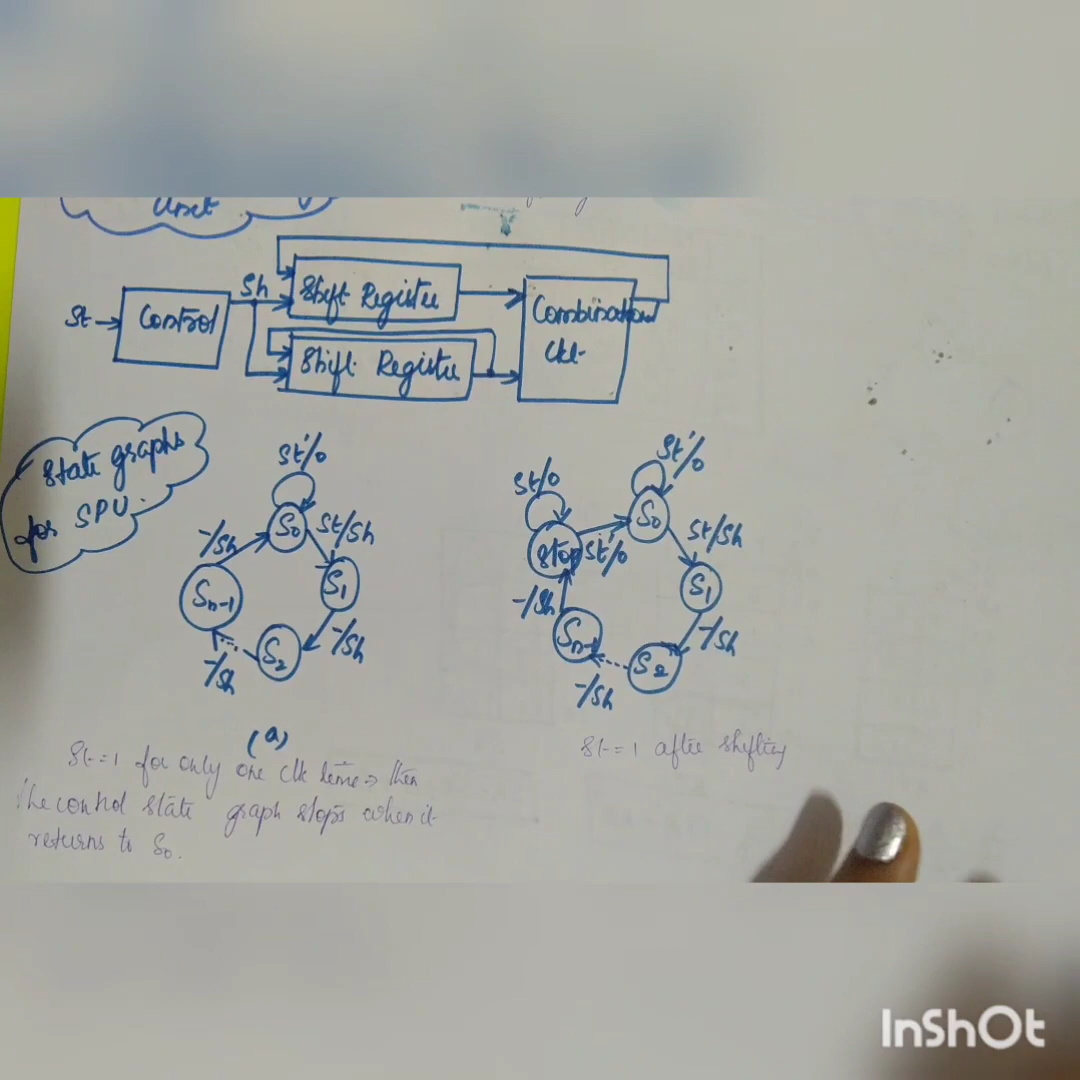 Unit
St
Control
Sh
Shift Register
Shift Register
Combinational
Ckt
State graphs
for SPU.
St'/0
S0
St/Sh
S1
-/Sh
S2
-/Sh
Sn-1
-/Sh
St'/0
S0
St/0
Stop
St'/0
St/Sh
S1
-/Sh
S2
-/Sh
Sn-1
-/Sh
(a)
St=1 for only one clk time => then
the control state graph stops when it
returns to S0.
St=1 after shifting
InShOt